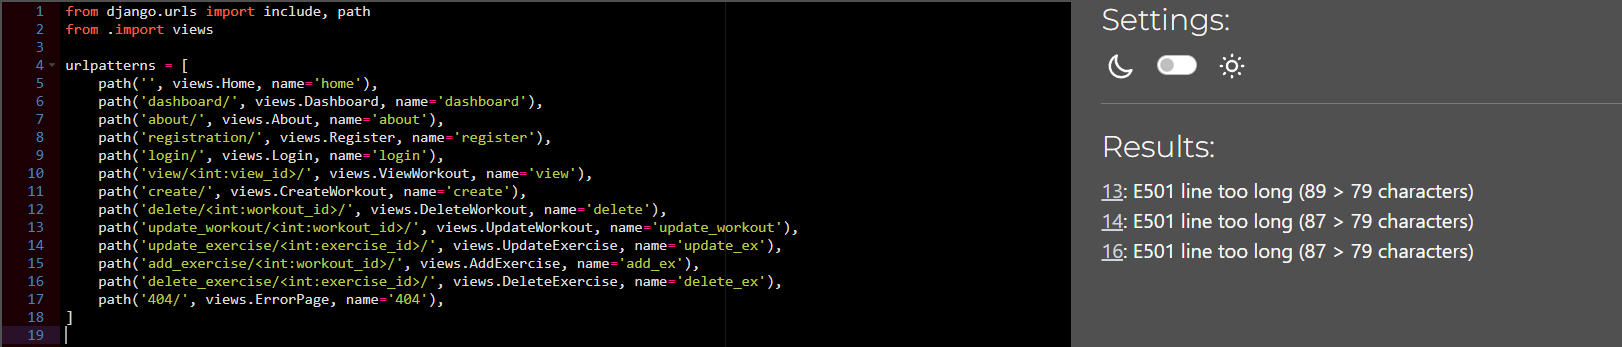 1 from django.urls import include, path
2 from .import views
3
4 urlpatterns = [
5     path('', views.Home, name='home'),
6     path('dashboard/', views.Dashboard, name='dashboard'),
7     path('about/', views.About, name='about'),
8     path('registration/', views.Register, name='register'),
9     path('login/', views.Login, name='login'),
10     path('view/<int:view_id>/', views.ViewWorkout, name='view'),
11     path('create/', views.CreateWorkout, name='create'),
12     path('delete/<int:workout_id>/', views.DeleteWorkout, name='delete'),
13     path('update_workout/<int:workout_id>/', views.UpdateWorkout, name='update_workout'),
14     path('update_exercise/<int:exercise_id>/', views.UpdateExercise, name='update_ex'),
15     path('add_exercise/<int:workout_id>/', views.AddExercise, name='add_ex'),
16     path('delete_exercise/<int:exercise_id>/', views.DeleteExercise, name='delete_ex'),
17     path('404/', views.ErrorPage, name='404'),
18 ]
19
Settings:
Results:
13: E501 line too long (89 > 79 characters)
14: E501 line too long (87 > 79 characters)
16: E501 line too long (87 > 79 characters)